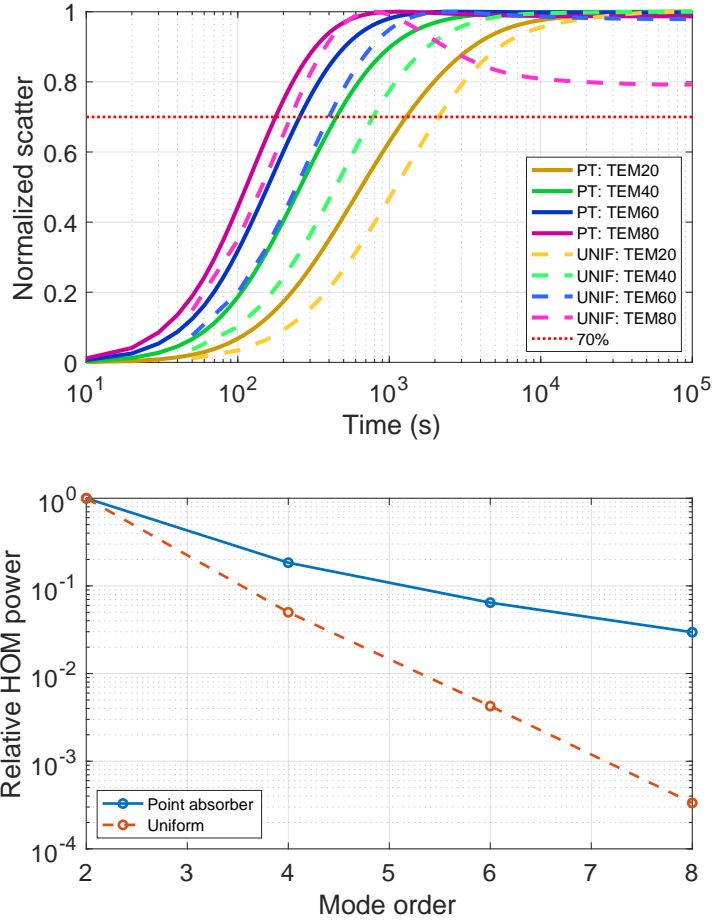 Normalized scatter
1
0.8
0.6
0.4
0.2
0
PT: TEM20
PT: TEM40
PT: TEM60
PT: TEM80
UNIF: TEM20
UNIF: TEM40
UNIF: TEM60
UNIF: TEM80
70%
10^1 10^2 10^3 10^4 10^5
Time (s)
Relative HOM power
10^0
10^-1
10^-2
10^-3
10^-4
Point absorber
Uniform
2 3 4 5 6 7 8
Mode order